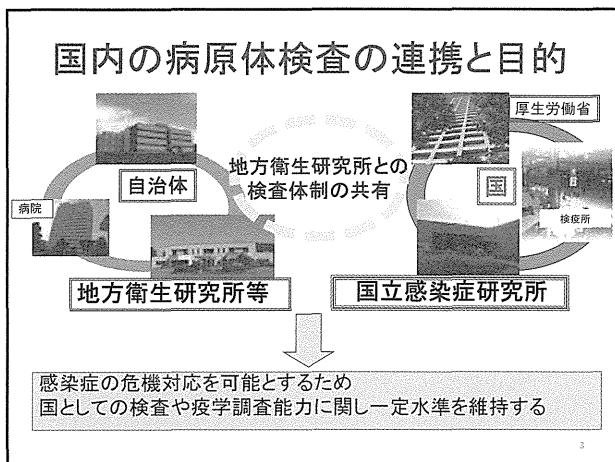 国内の病原体検査の連携と目的
厚生労働省
自治体
地方衛生研究所との
検査体制の共有
国
病院
検疫所
地方衛生研究所等
国立感染症研究所
感染症の危機対応を可能とするため
国としての検査や疫学調査能力に関し一定水準を維持する
3